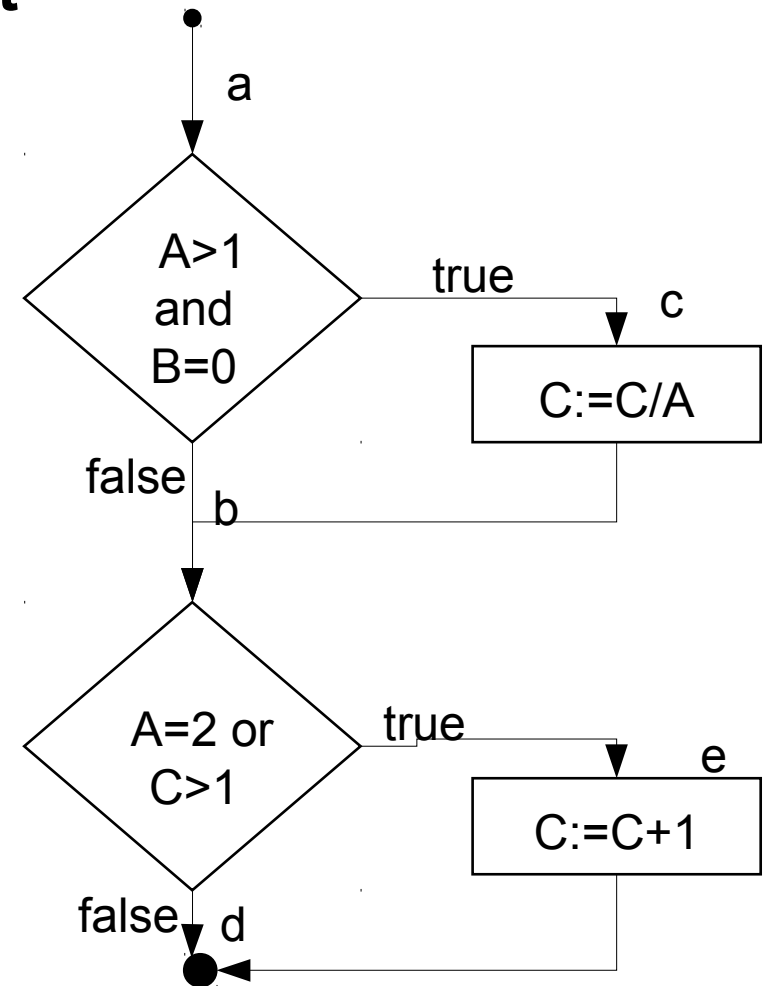 t
a
A>1
and
B=0
true
c
C:=C/A
false
b
A=2 or
C>1
true
e
C:=C+1
false
d